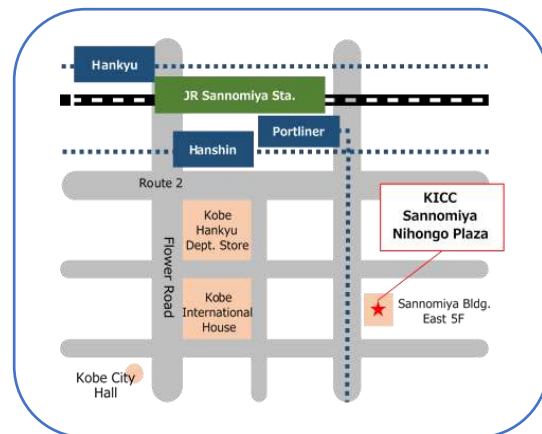 Hankyu
JR Sannomiya Sta.
Portliner
Hanshin
Route 2
KICC
Sannomiya
Nihongo Plaza
Kobe
Hankyu
Dept. Store
Flower Road
Kobe
International
House
Sannomiya Bldg.
East 5F
Kobe City
Hall